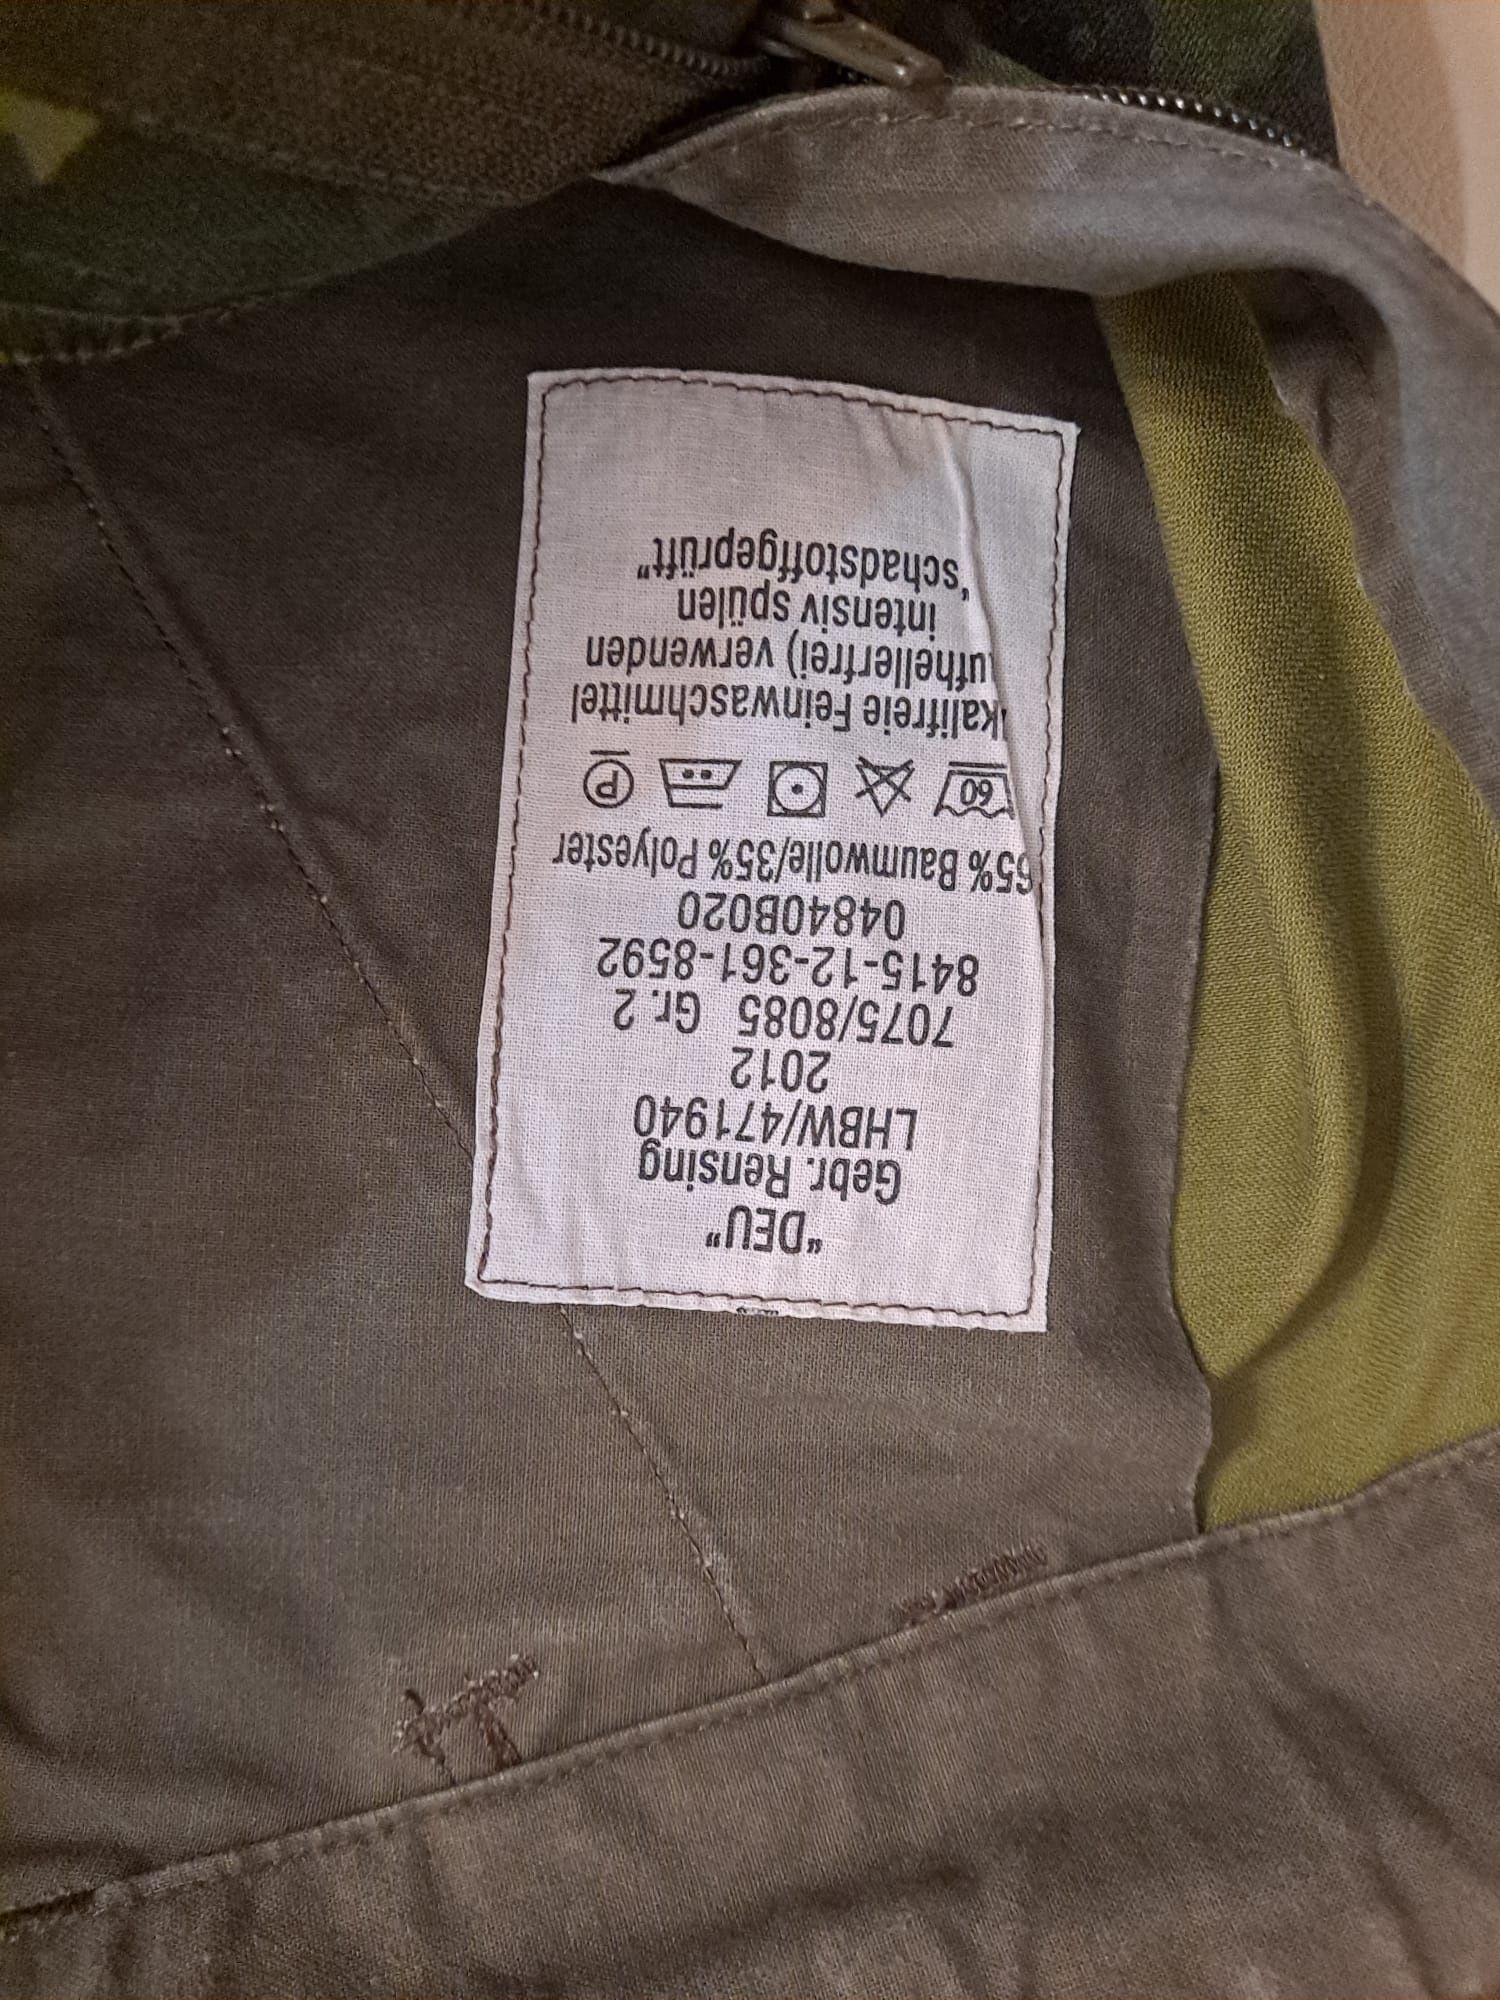 "DEU"
Gebr. Rensing
LHBW/471940
2012
7075/8085 Gr. 2
8415-12-361-8592
04840B020
65% Baumwolle/35% Polyester
60 P
kalifreie Feinwaschmittel
ufhellerfrei) verwenden
intensiv spülen
"schadstoffgeprüft"